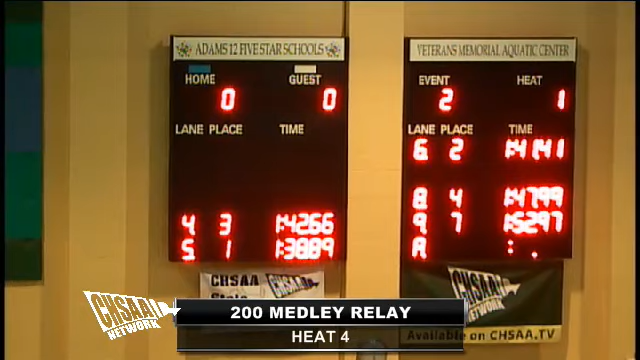 ADAMS 12 FIVE STAR SCHOOLS
HOME GUEST
0 0
LANE PLACE TIME
4 3 1:42.66
5 1 1:38.89
VETERANS MEMORIAL AQUATIC CENTER
EVENT HEAT
2 1
LANE PLACE TIME
6 2 1:41.41
8 4 1:47.99
9 7 1:52.97
A : .
CHSAA
State
CHSAA!
Available on CHSAA.TV
CHSAA!
NETWORK
200 MEDLEY RELAY
HEAT 4